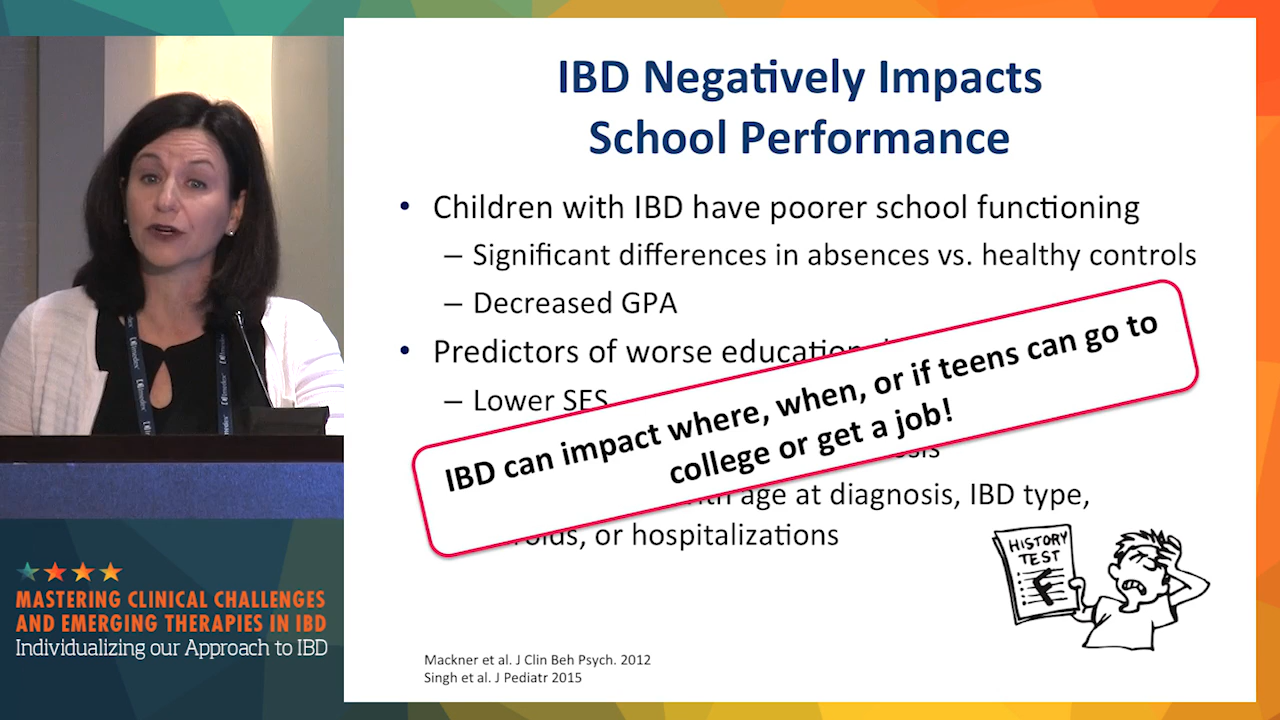 IBD Negatively Impacts
School Performance
• Children with IBD have poorer school functioning
– Significant differences in absences vs. healthy controls
– Decreased GPA
• Predictors of worse
– Lower SES
IBD can impact where, when, or if teens can go to
college or get a job!
age at diagnosis, IBD type,
or hospitalizations
HISTORY
TEST
F
Mackner et al. J Clin Beh Psych. 2012
Singh et al. J Pediatr 2015
MASTERING CLINICAL CHALLENGES
AND EMERGING THERAPIES IN IBD
Individualizing our Approach to IBD